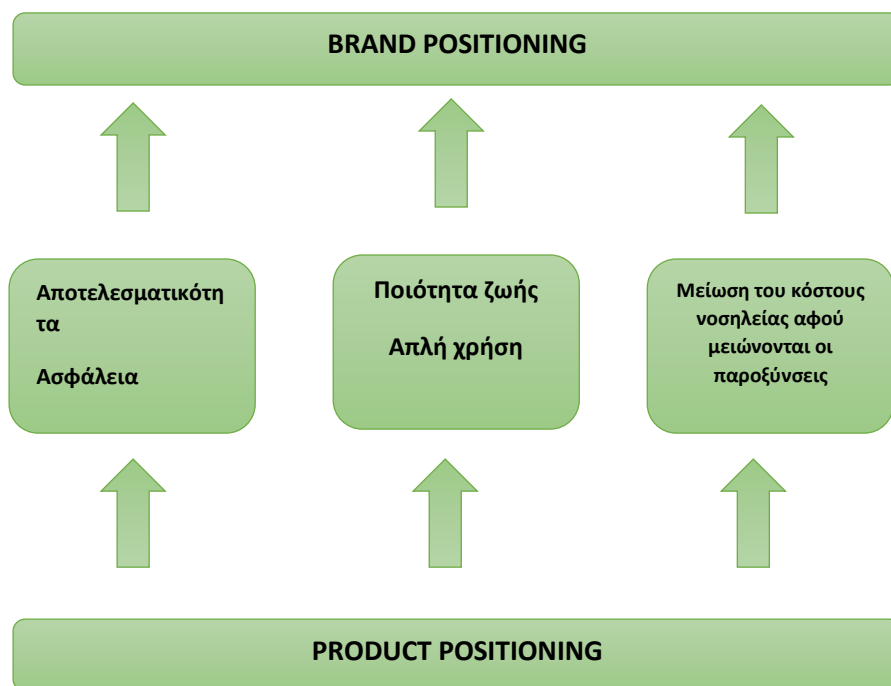 BRAND POSITIONING
Αποτελεσματικότη
τα
Ασφάλεια
Ποιότητα ζωής
Απλή χρήση
Μείωση του κόστους
νοσηλείας αφού
μειώνονται οι
παροξύνσεις
PRODUCT POSITIONING